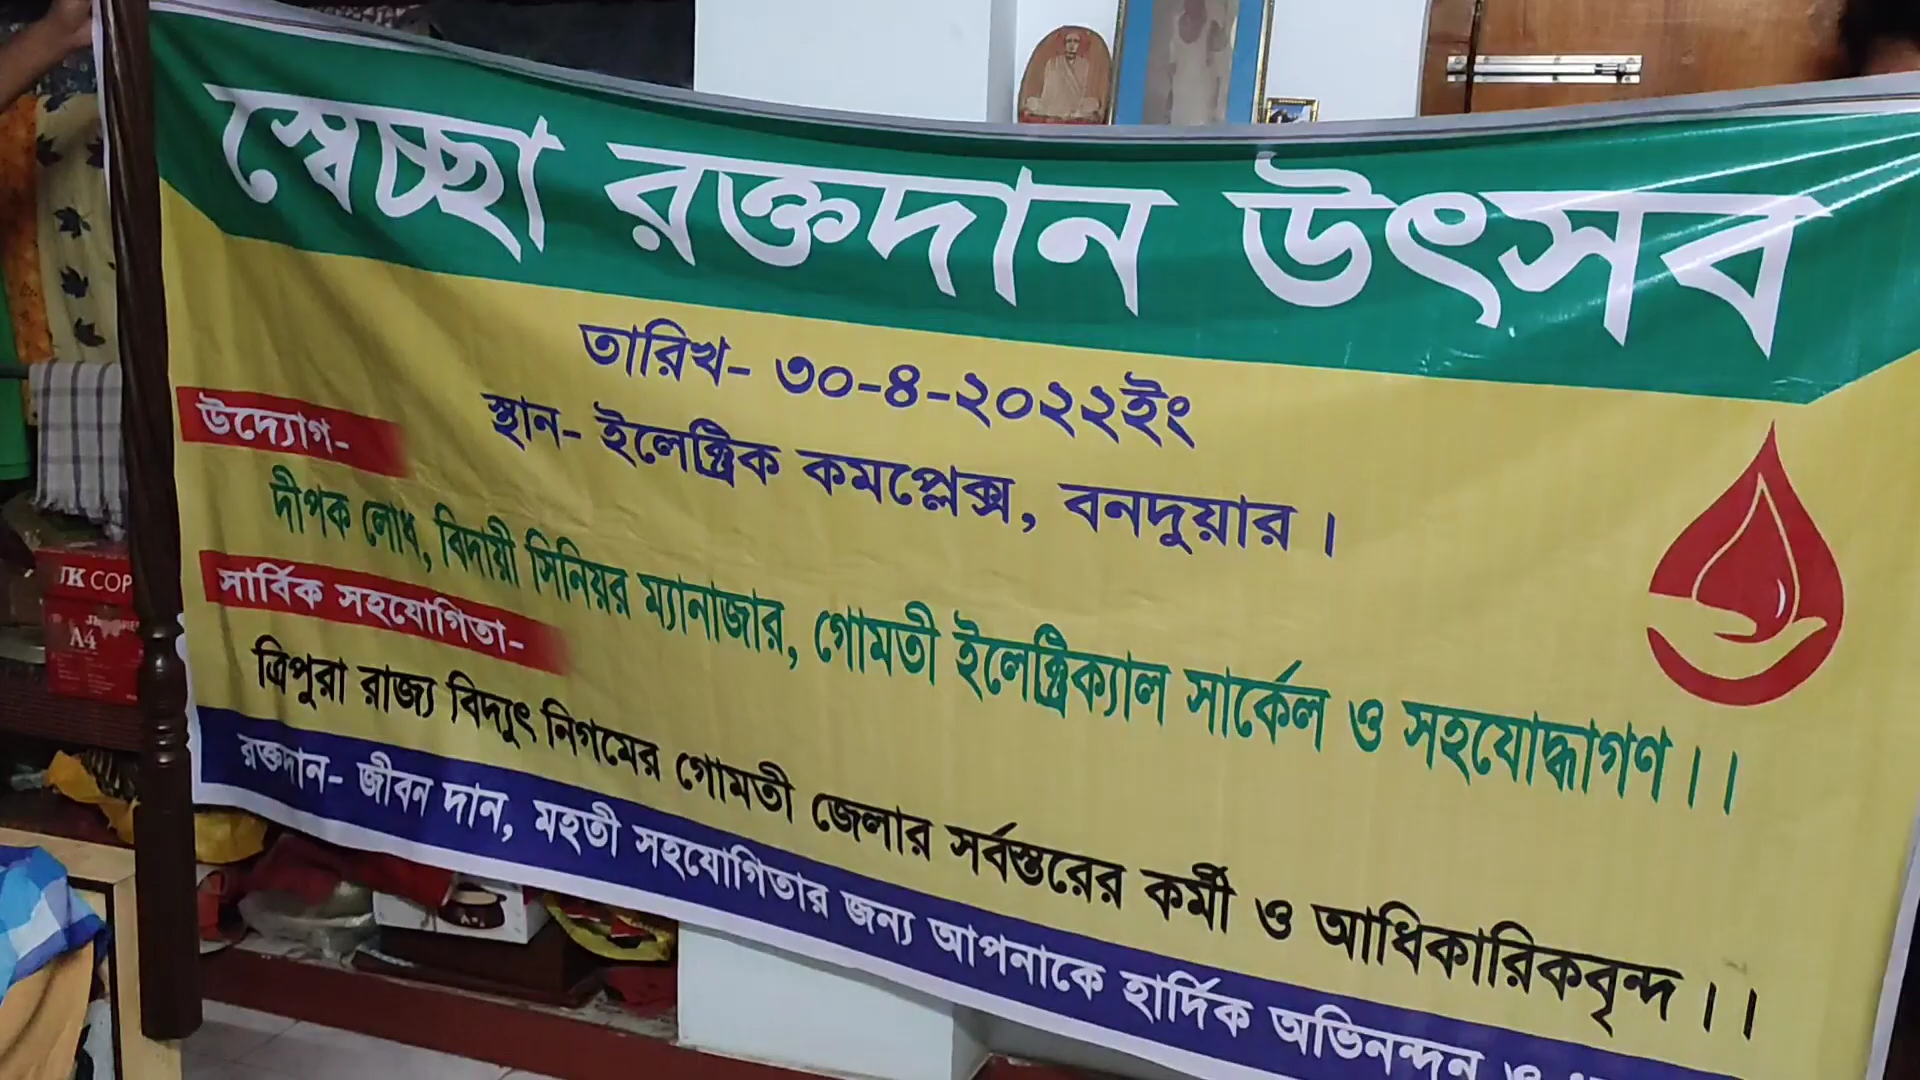 স্বেচ্ছা রক্তদান উৎসব
তারিখ- ৩০-৪-২০২২ইং
স্থান- ইলেক্ট্রিক কমপ্লেক্স, বনদুয়ার।
উদ্যোগ-
দীপক লোধ, বিদায়ী সিনিয়র ম্যানাজার, গোমতী ইলেক্ট্রিক্যাল সার্কেল ও সহযোদ্ধাগণ।।
সার্বিক সহযোগিতা-
ত্রিপুরা রাজ্য বিদ্যুৎ নিগমের গোমতী জেলার সর্বস্তরের কর্মী ও আধিকারিকবৃন্দ।।
রক্তদান- জীবন দান, মহতী সহযোগিতার জন্য আপনাকে হার্দিক অভিনন্দন ও
JK COP
A4